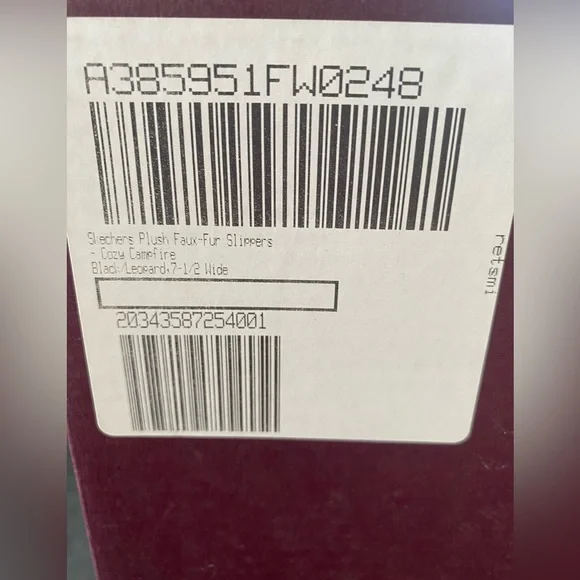 A385951FW0248
Skechers Plush Faux-Fur Slippers
- Cozy Campfire
Black/Leopard,7-1/2 Wide
20343587254001
retsmi